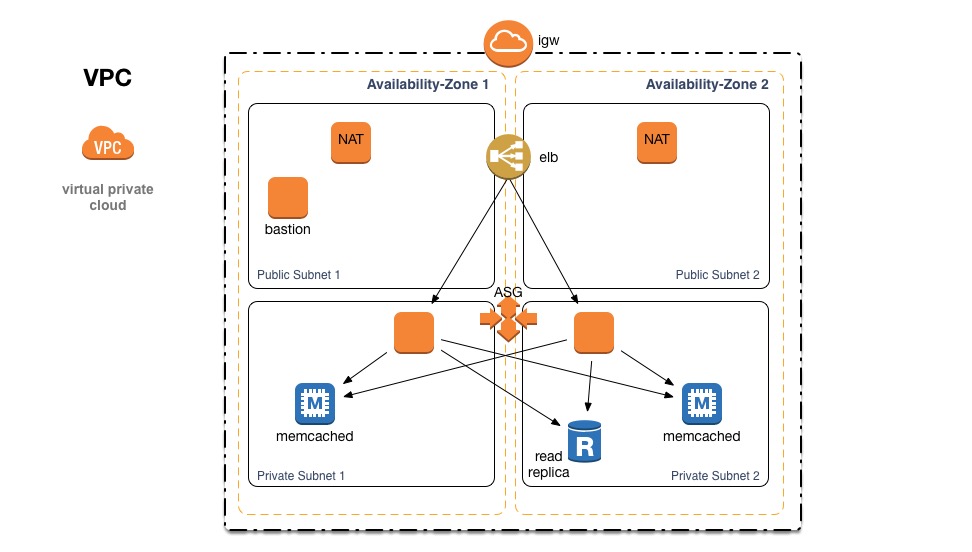 igw
VPC
Availability-Zone 1
Availability-Zone 2
NAT
NAT
VPC
elb
virtual private
cloud
bastion
Public Subnet 1
Public Subnet 2
ASG
M
M
memcached
memcached
R
read
replica
Private Subnet 1
Private Subnet 2